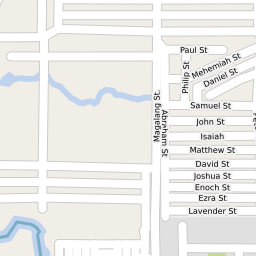 Paul St
Mehemiah St
Philip St
Daniel St
Samuel St
Abraham St
Magalang St.
John St
Isaiah
Matthew St
David St
Joshua St
Enoch St
Ezra St
Lavender St